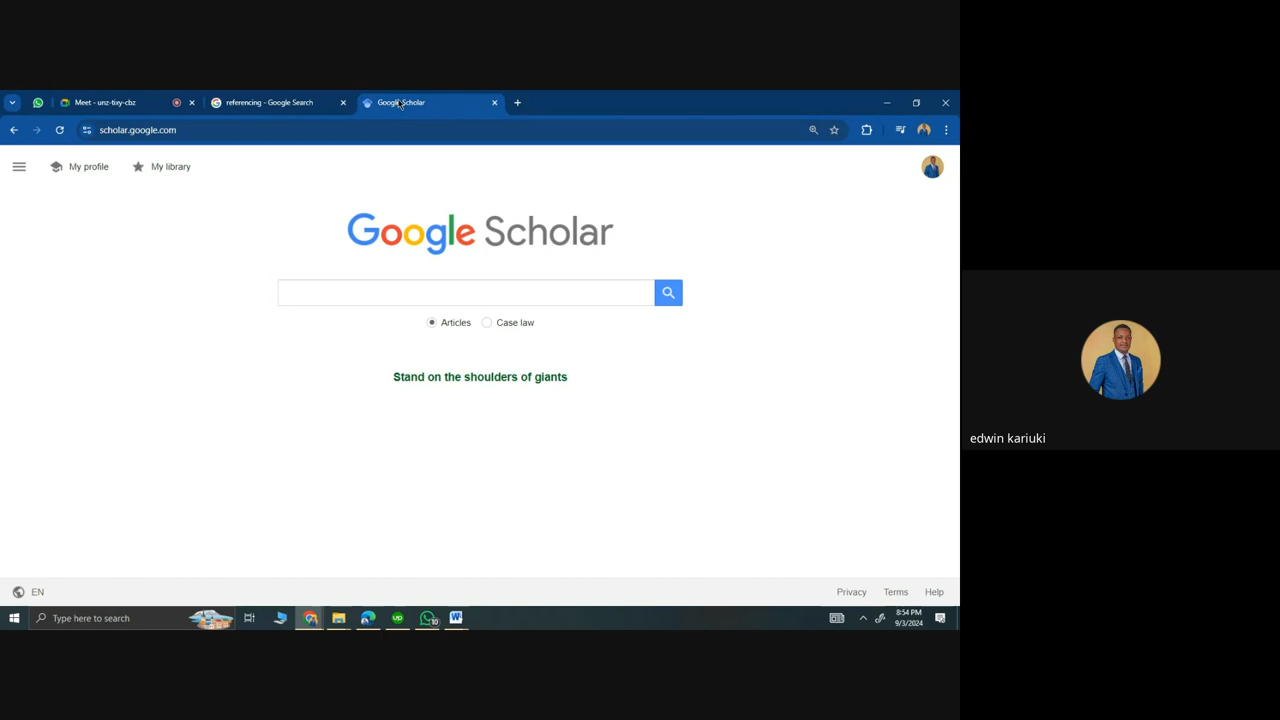 Meet - unz-tixy-cbz
referencing - Google Search
Google Scholar
scholar.google.com
My profile
My library
Google Scholar
Articles
Case law
Stand on the shoulders of giants
edwin kariuki
EN
Privacy
Terms
Help
Type here to search
up
10
W
8:54 PM
9/3/2024